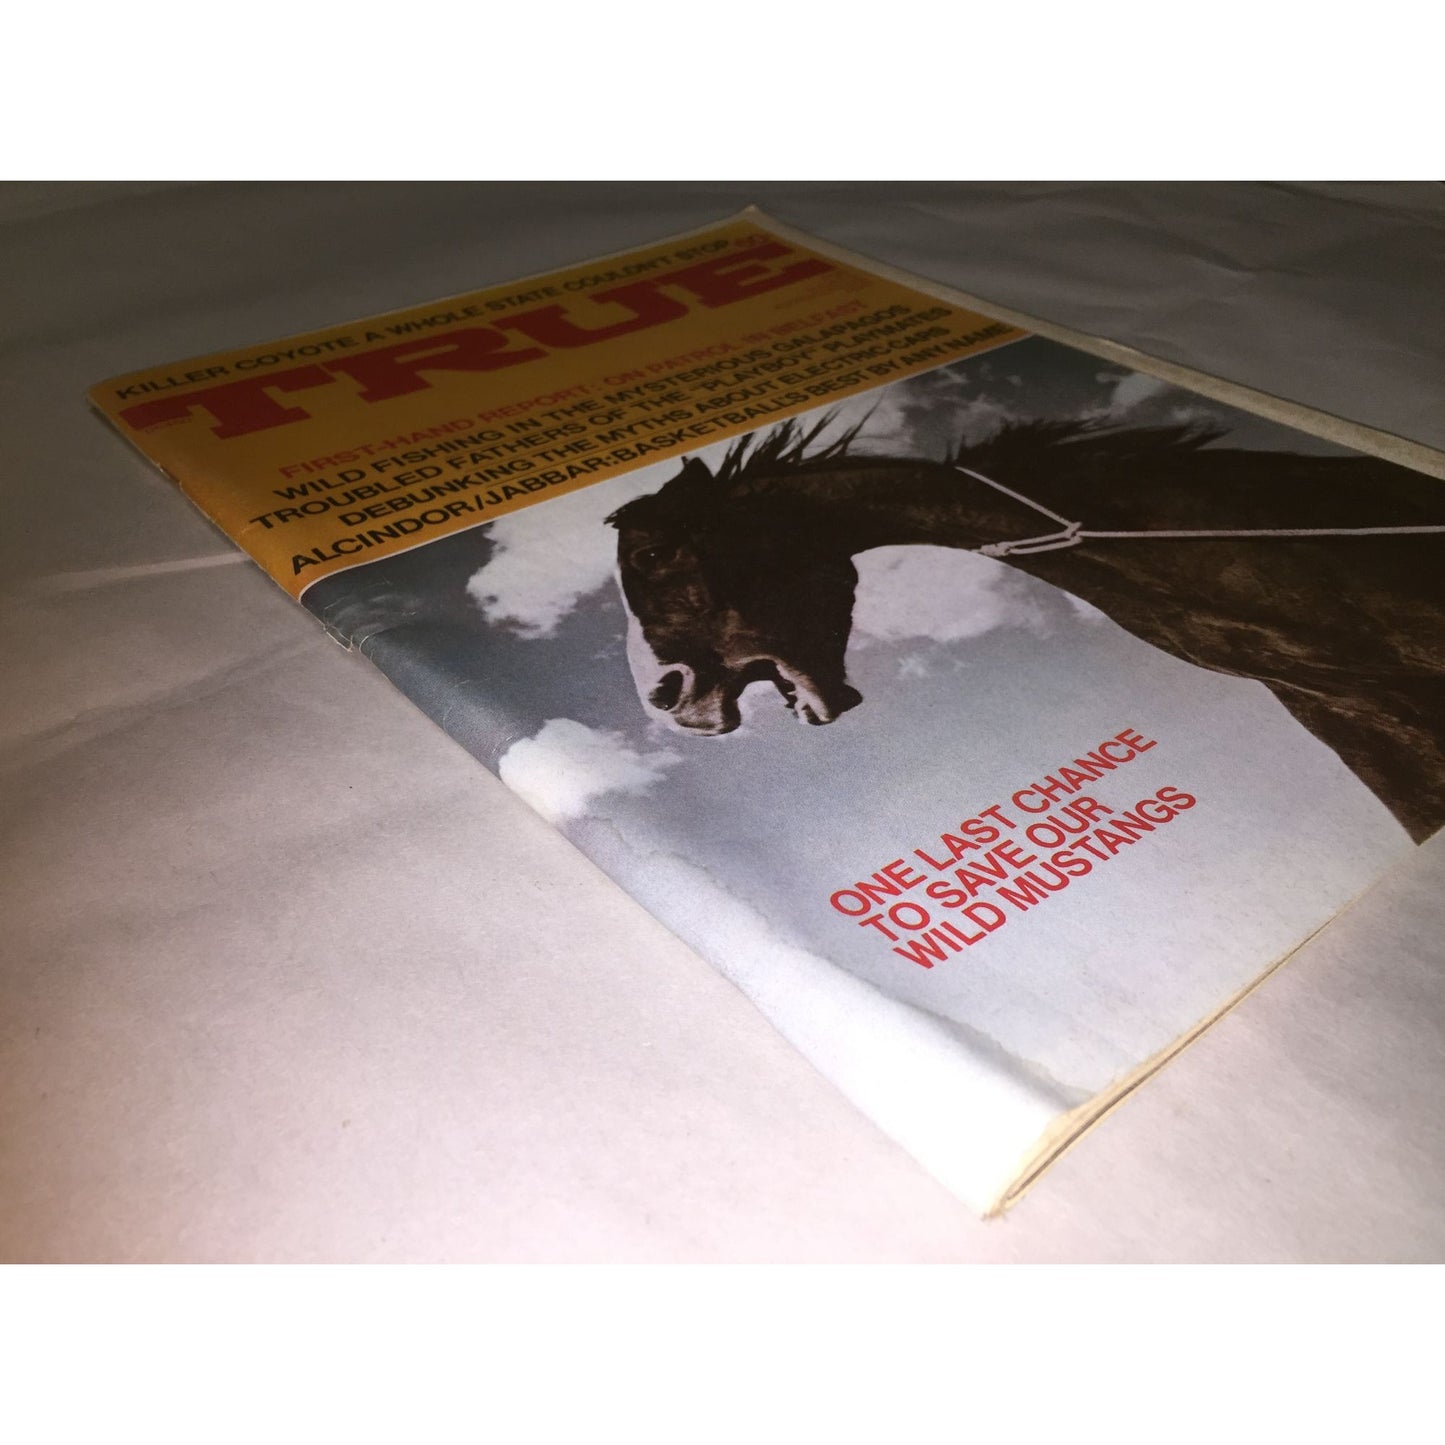 KILLER COYOTE A WHOLE STATE COULDN'T STOP
TRUE
FIRST-HAND REPORT: ON PATROL IN BELFAST
WILD FISHING IN THE MYSTERIOUS GALAPAGOS
TROUBLED FATHERS OF THE "PLAYBOY" PLAYMATES
DEBUNKING THE MYTHS ABOUT ELECTRIC CARS
ALCINDOR/JABBAR:BASKETBALL'S BEST BY ANY NAME
ONE LAST CHANCE
TO SAVE OUR
WILD MUSTANGS